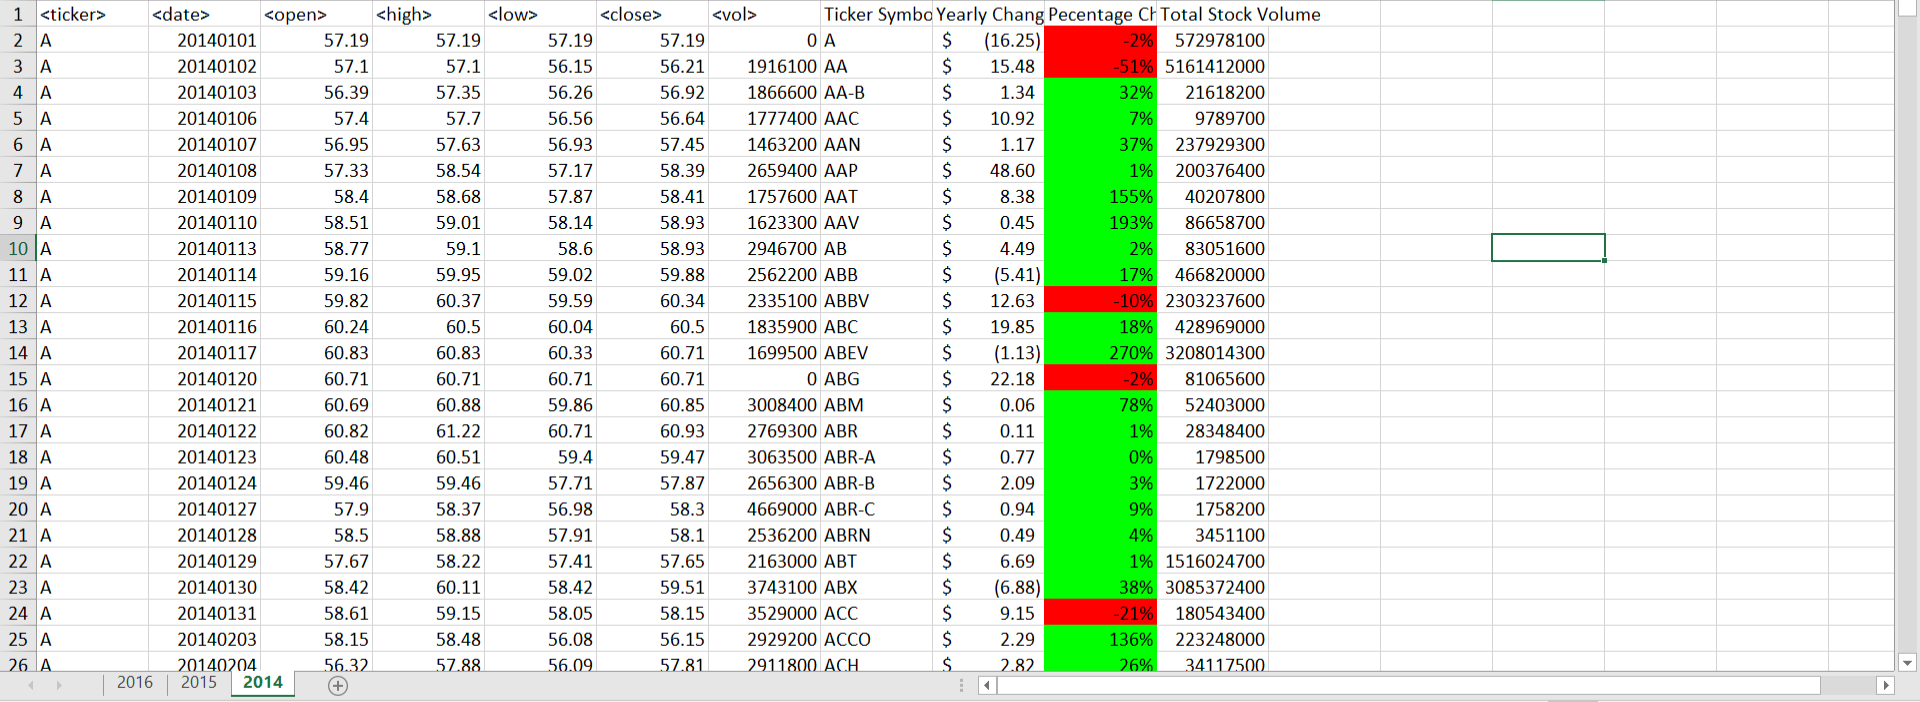 1 <ticker> <date> <open> <high> <low> <close> <vol> Ticker Symbo Yearly Chang Pecentage Ch Total Stock Volume
2 A 20140101 57.19 57.19 57.19 57.19 0 A $ (16.25) -2% 572978100
3 A 20140102 57.1 57.1 56.15 56.21 1916100 AA $ 15.48 -51% 5161412000
4 A 20140103 56.39 57.35 56.26 56.92 1866600 AA-B $ 1.34 32% 21618200
5 A 20140106 57.4 57.7 56.56 56.64 1777400 AAC $ 10.92 7% 9789700
6 A 20140107 56.95 57.63 56.93 57.45 1463200 AAN $ 1.17 37% 237929300
7 A 20140108 57.33 58.54 57.17 58.39 2659400 AAP $ 48.60 1% 200376400
8 A 20140109 58.4 58.68 57.87 58.41 1757600 AAT $ 8.38 155% 40207800
9 A 20140110 58.51 59.01 58.14 58.93 1623300 AAV $ 0.45 193% 86658700
10 A 20140113 58.77 59.1 58.6 58.93 2946700 AB $ 4.49 2% 83051600
11 A 20140114 59.16 59.95 59.02 59.88 2562200 ABB $ (5.41) 17% 466820000
12 A 20140115 59.82 60.37 59.59 60.34 2335100 ABBV $ 12.63 -10% 2303237600
13 A 20140116 60.24 60.5 60.04 60.5 1835900 ABC $ 19.85 18% 428969000
14 A 20140117 60.83 60.83 60.33 60.71 1699500 ABEV $ (1.13) 270% 3208014300
15 A 20140120 60.71 60.71 60.71 60.71 0 ABG $ 22.18 -2% 81065600
16 A 20140121 60.69 60.88 59.86 60.85 3008400 ABM $ 0.06 78% 52403000
17 A 20140122 60.82 61.22 60.71 60.93 2769300 ABR $ 0.11 1% 28348400
18 A 20140123 60.48 60.51 59.4 59.47 3063500 ABR-A $ 0.77 0% 1798500
19 A 20140124 59.46 59.46 57.71 57.87 2656300 ABR-B $ 2.09 3% 1722000
20 A 20140127 57.9 58.37 56.98 58.3 4669000 ABR-C $ 0.94 9% 1758200
21 A 20140128 58.5 58.88 57.91 58.1 2536200 ABRN $ 0.49 4% 3451100
22 A 20140129 57.67 58.22 57.41 57.65 2163000 ABT $ 6.69 1% 1516024700
23 A 20140130 58.42 60.11 58.42 59.51 3743100 ABX $ (6.88) 38% 3085372400
24 A 20140131 58.61 59.15 58.05 58.15 3529000 ACC $ 9.15 -21% 180543400
25 A 20140203 58.15 58.48 56.08 56.15 2929200 ACCO $ 2.29 136% 223248000
26 A 20140204 56.32 57.88 56.09 57.81 2911800 ACH $ 2.82 26% 34117500
2016 2015 2014